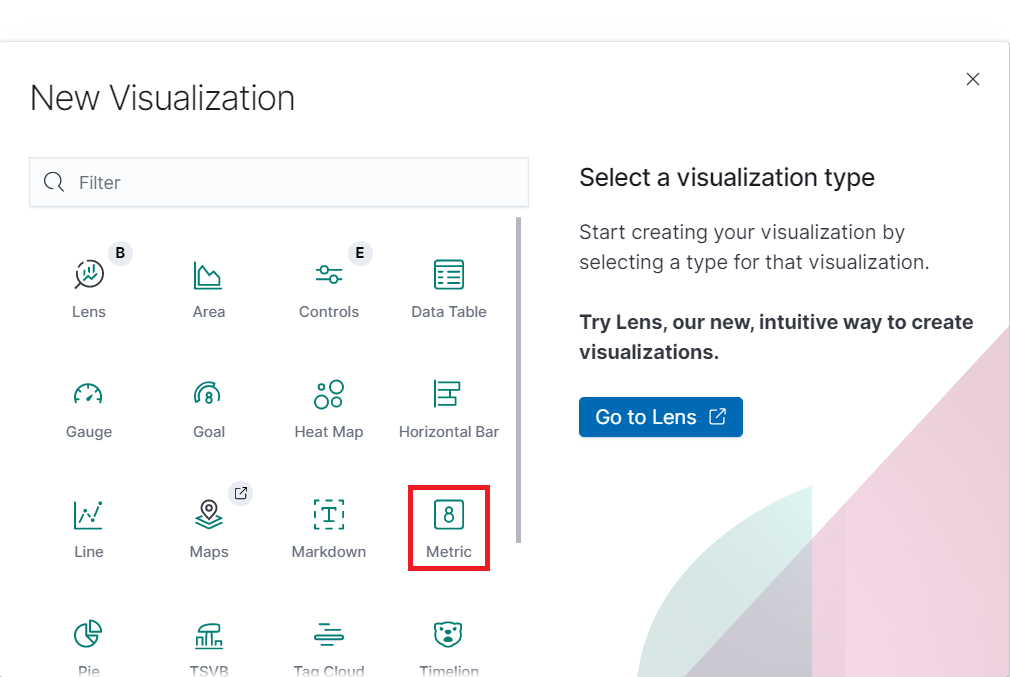 New Visualization
Filter
Select a visualization type
Start creating your visualization by
selecting a type for that visualization.
Try Lens, our new, intuitive way to create
visualizations.
Go to Lens
B
E
Lens Area Controls Data Table
8
Gauge Goal Heat Map Horizontal Bar
T 8
Line Maps Markdown Metric
Pie TSVB Tag Cloud Timelion